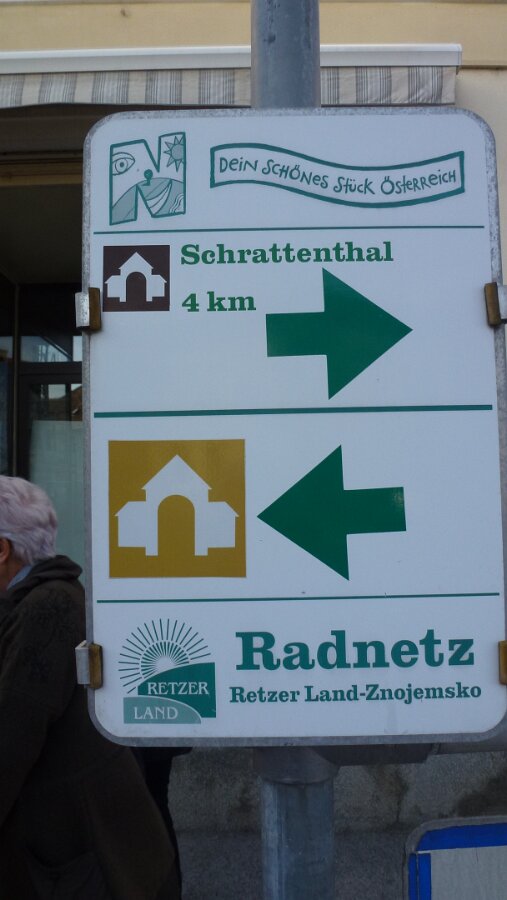 N
Dein schönes Stück Österreich
Schrattenthal
4 km
Radnetz
Retzer Land-Znojemsko
RETZER
LAND